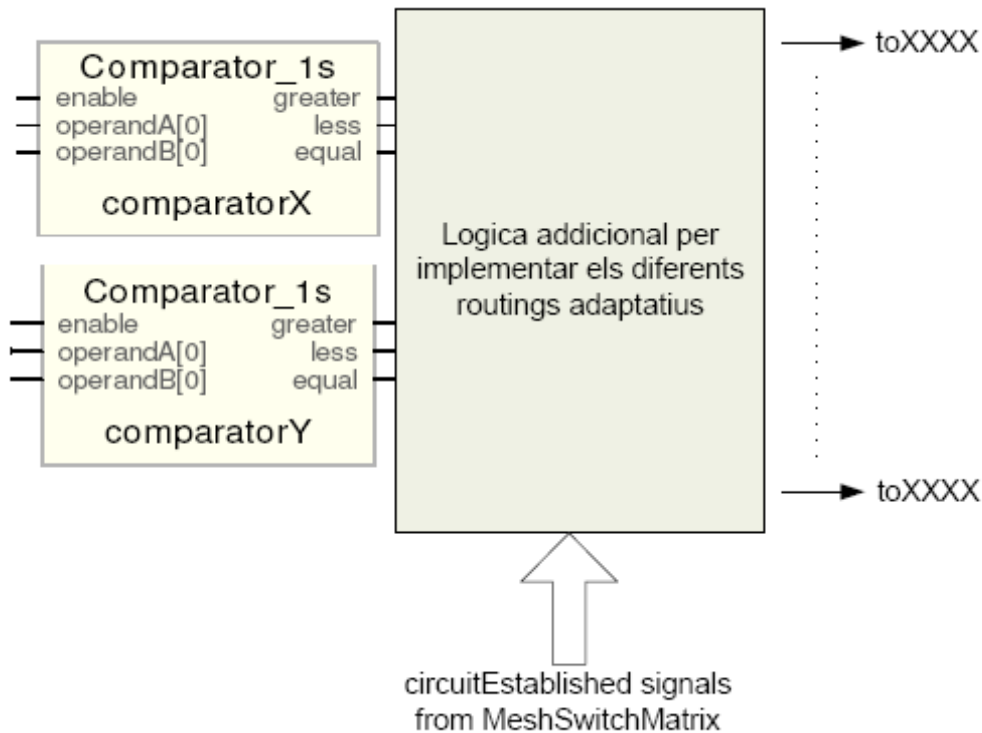 Comparator_1s
enable greater
operandA[0] less
operandB[0] equal
comparatorX
Comparator_1s
enable greater
operandA[0] less
operandB[0] equal
comparatorY
Logica addicional per
implementar els diferents
routings adaptatius
toXXXX
toXXXX
circuitEstablished signals
from MeshSwitchMatrix